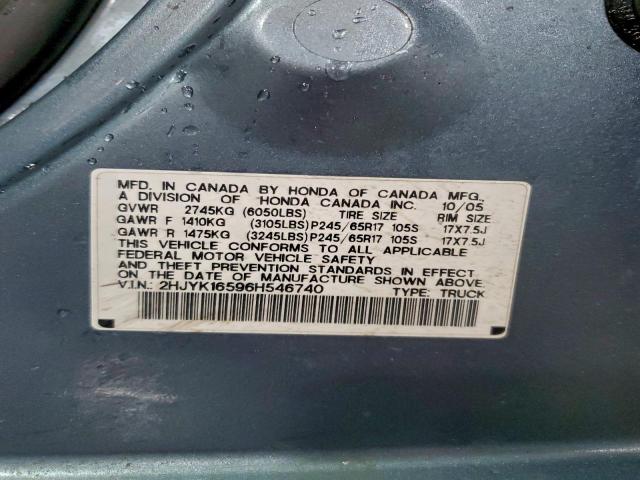 MFD. IN CANADA BY HONDA OF CANADA MFG.,
A DIVISION OF HONDA CANADA INC. 10/05
GVWR 2745KG (6050LBS) TIRE SIZE RIM SIZE
GAWR F 1410KG (3105LBS) P245/65R17 105S 17X7.5J
GAWR R 1475KG (3245LBS) P245/65R17 105S 17X7.5J
THIS VEHICLE CONFORMS TO ALL APPLICABLE
FEDERAL MOTOR VEHICLE SAFETY
AND THEFT PREVENTION STANDARDS IN EFFECT
ON THE DATE OF MANUFACTURE SHOWN ABOVE.
V.I.N.: 2HJYK16596H546740 TYPE: TRUCK